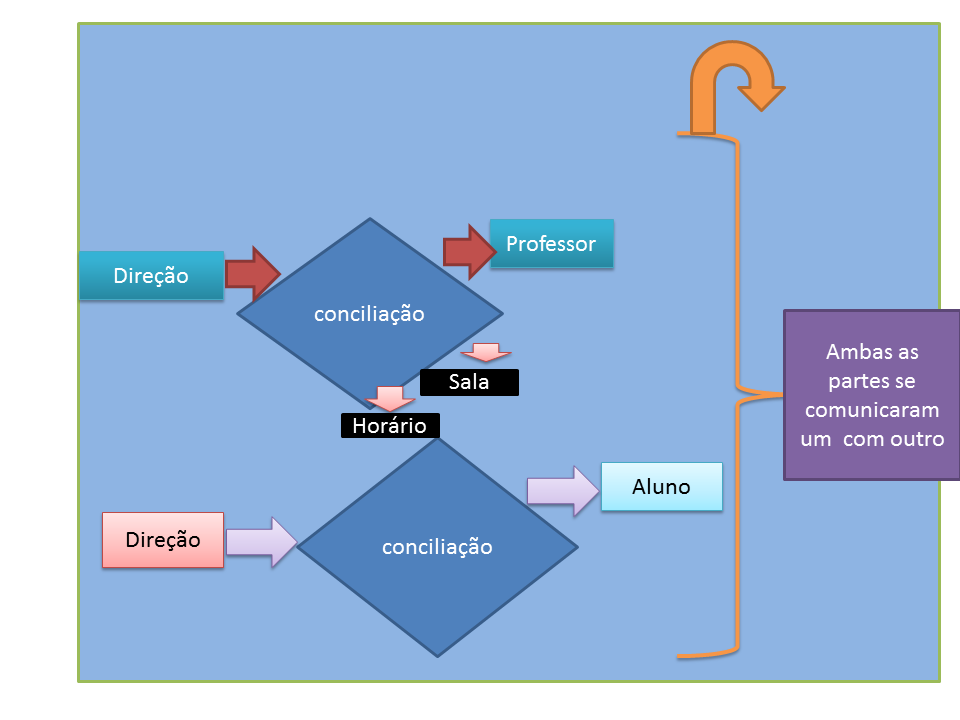 Direção
conciliação
Professor
Sala
Horário
Direção
conciliação
Aluno
Ambas as
partes se
comunicaram
um com outro